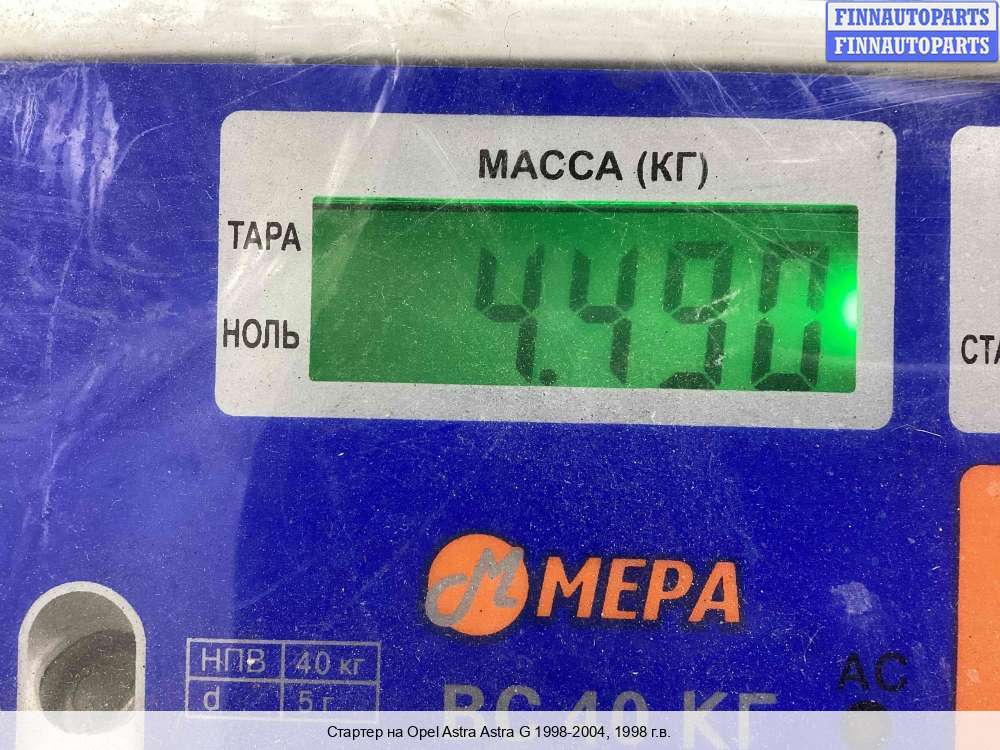 FINNAUTOPARTS
FINNAUTOPARTS
МАССА (КГ)
ТАРА
4.490
НОЛЬ
МЕРА
НПВ 40 кг
d 5 г
ВС 40 КГ
АС
Стартер на Opel Astra Astra G 1998-2004, 1998 г.в.